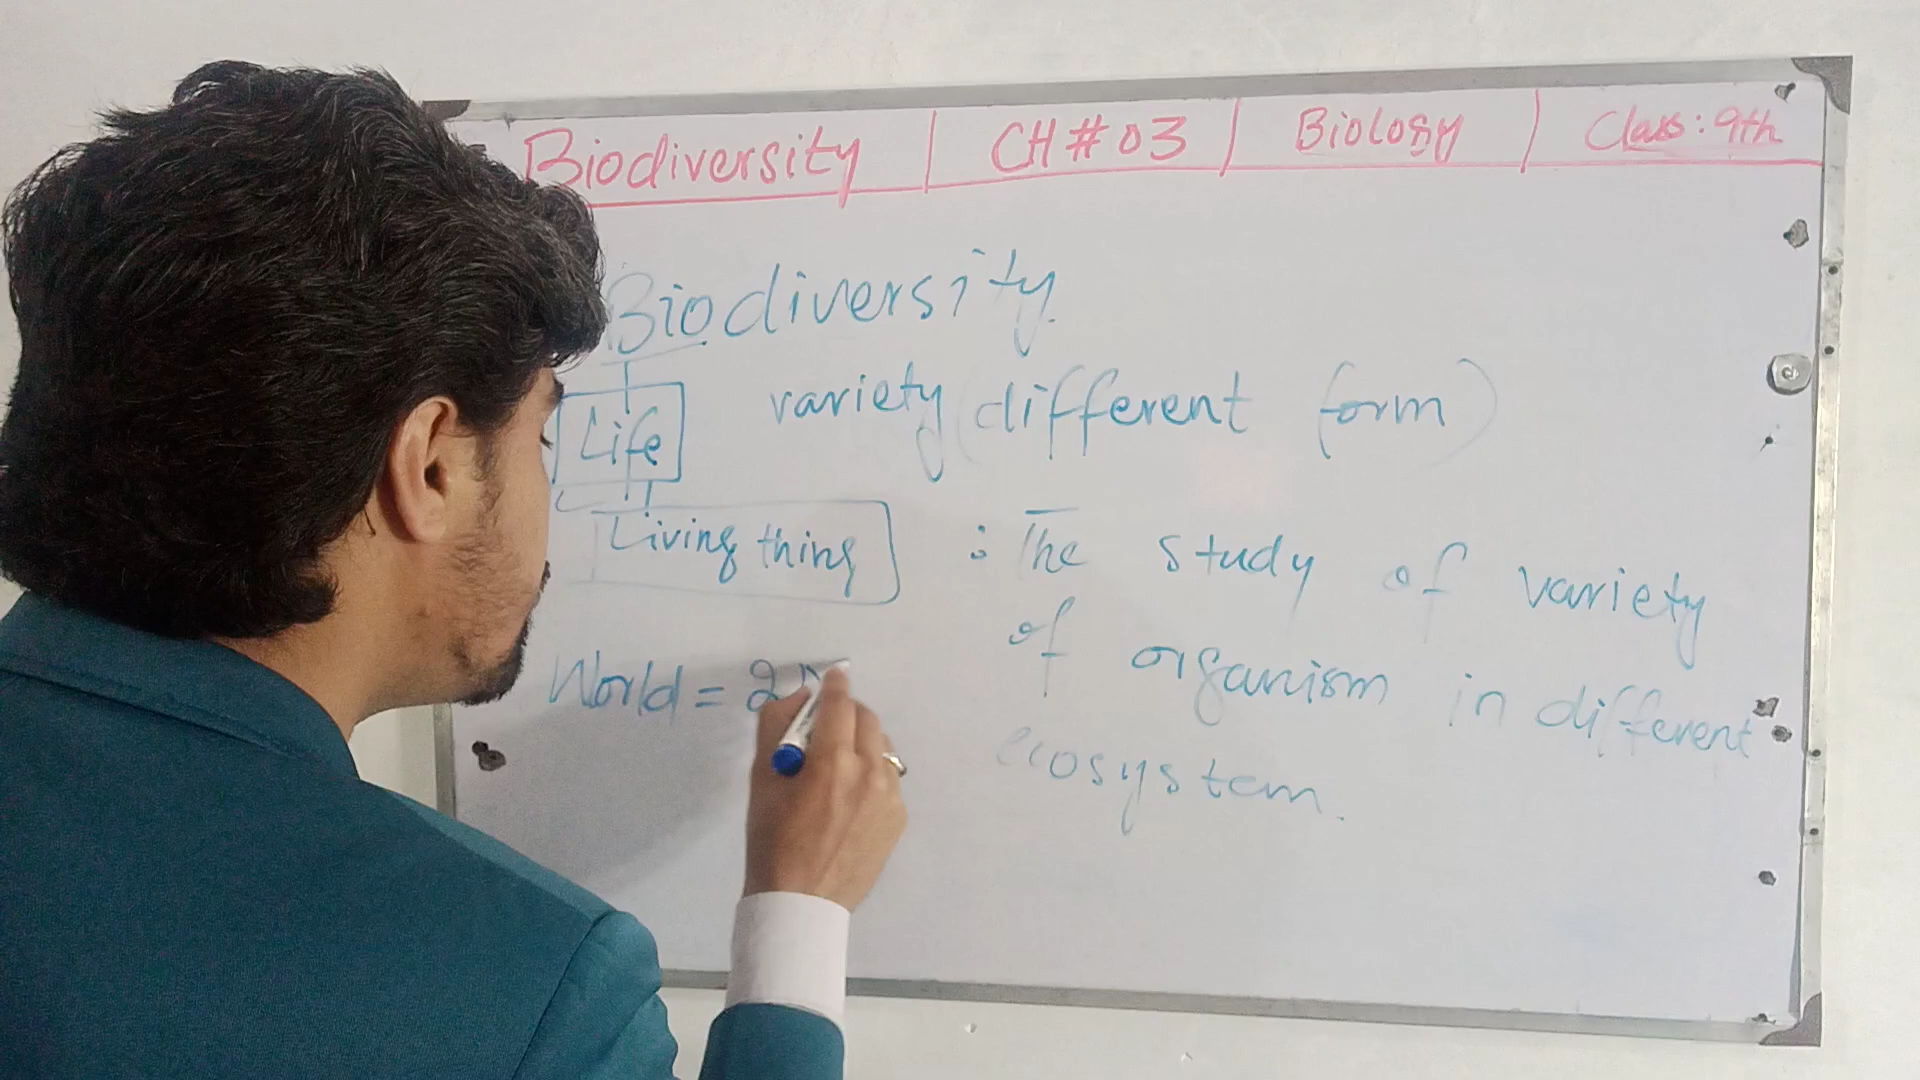 Biodiversity | CH # 03 | Biology | Class: 9th
Biodiversity.
Life variety (different form)
Living thing : The study of variety
of organism in different
World = 2
ecosystem.